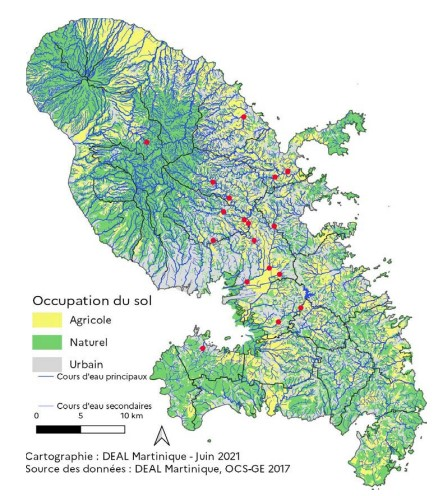 Occupation du sol
Agricole
Naturel
Urbain
Cours d'eau principaux
Cours d'eau secondaires
0 5 10 km
Cartographie : DEAL Martinique - Juin 2021
Source des données : DEAL Martinique, OCS-GE 2017